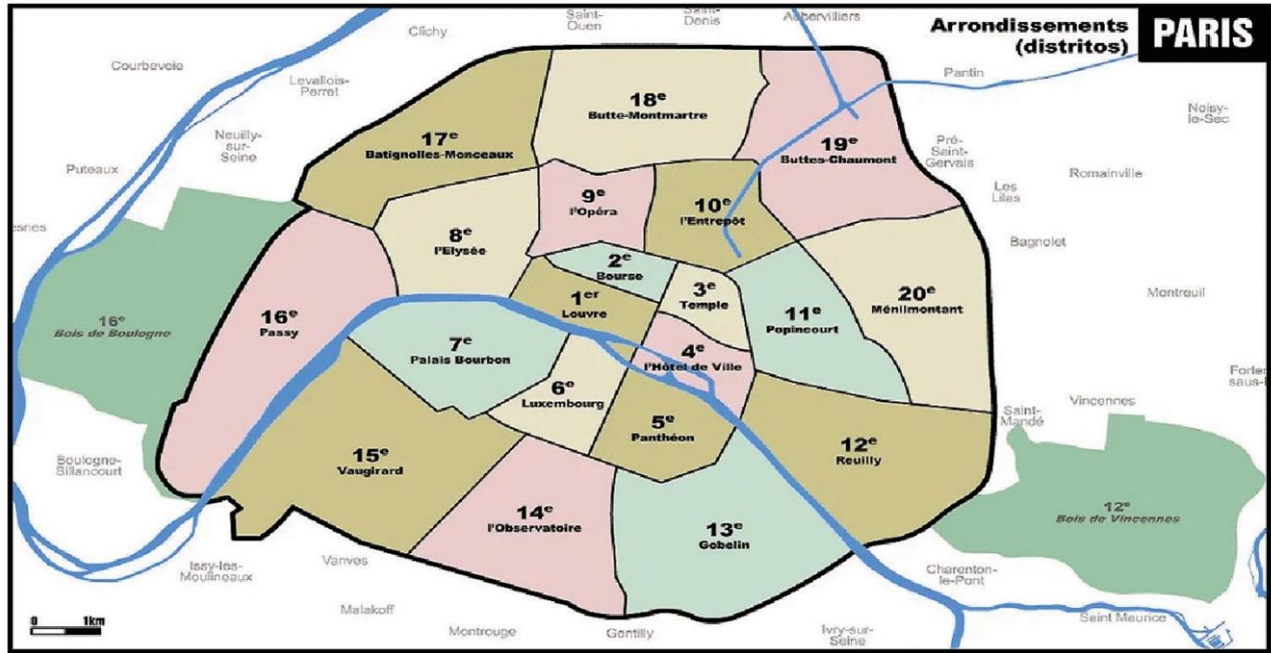 Arrondissements
(distritos)
PARIS
Saint-
Ouen
Saint-
Denis
Aubervilliers
Clichy
Courbevoie
Levallois-
Perret
Neuilly-
sur-
Seine
Puteaux
Pantin
Noisy-
le-Sec
Pré-
Saint-
Gervais
Les
Lilas
Romainville
Bagnolet
Montreuil
18e
Butte-Montmartre
17e
Batignolles-Monceaux
19e
Buttes-Chaumont
9e
l'Opéra
10e
l'Entrepôt
8e
l'Elysée
2e
Bourse
1er
Louvre
3e
Temple
11e
Popincourt
20e
Ménilmontant
16e
Bois de Boulogne
16e
Passy
7e
Palais Bourbon
4e
l'Hôtel de Ville
6e
Luxembourg
5e
Panthéon
12e
Reuilly
15e
Vaugirard
14e
l'Observatoire
13e
Gobelin
12e
Bois de Vincennes
Saint-
Mandé
Vincennes
Boulogne-
Billancourt
Issy-les-
Moulineaux
Vanves
Malakoff
Montrouge
Gentilly
Ivry-sur-
Seine
Charenton-
le-Pont
Saint Maurice
0 1km